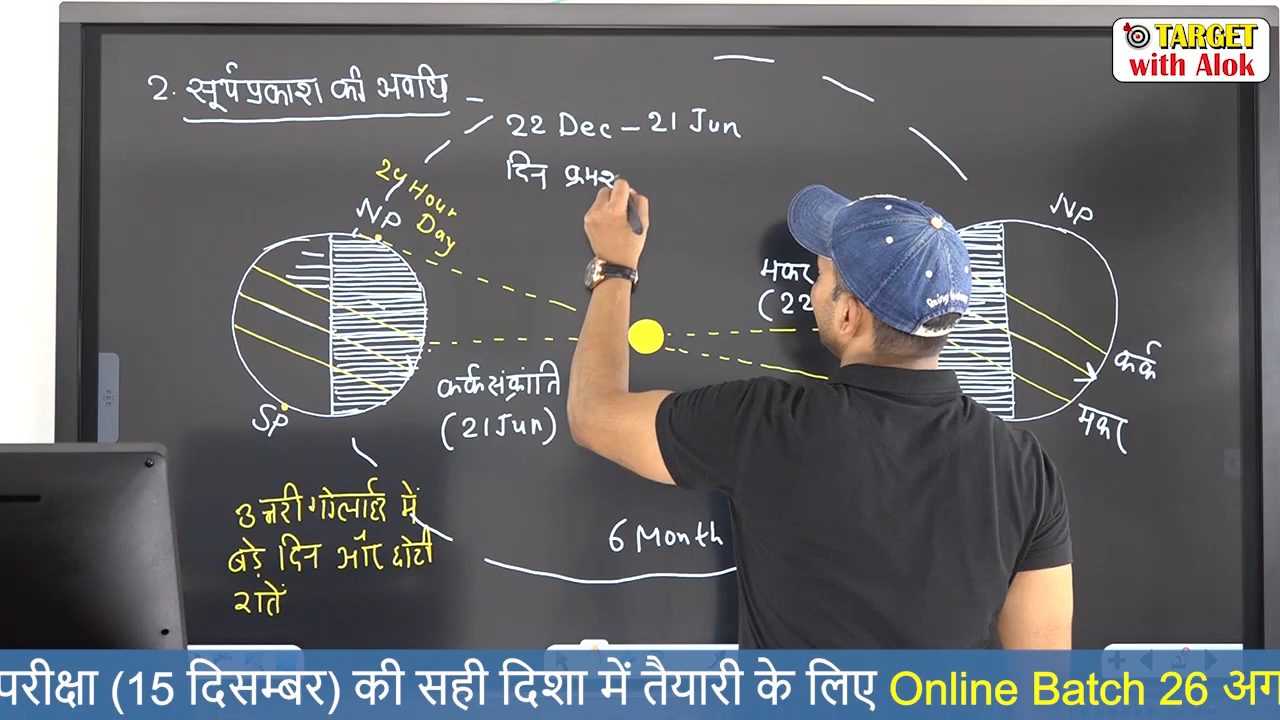 TARGET
with Alok
2. सूर्यप्रकाश की अवधि -
22 Dec - 21 Jun
दिन क्रमश
24 Hour
Day
NP
NP
मकर
(22
कर्क
मकर
कर्क संक्रांति
(21 Jun)
SP
उत्तरी गोलार्द्ध में
बड़े दिन और छोटी
रातें
6 Month
परीक्षा (15 दिसम्बर) की सही दिशा में तैयारी के लिए Online Batch 26 अग